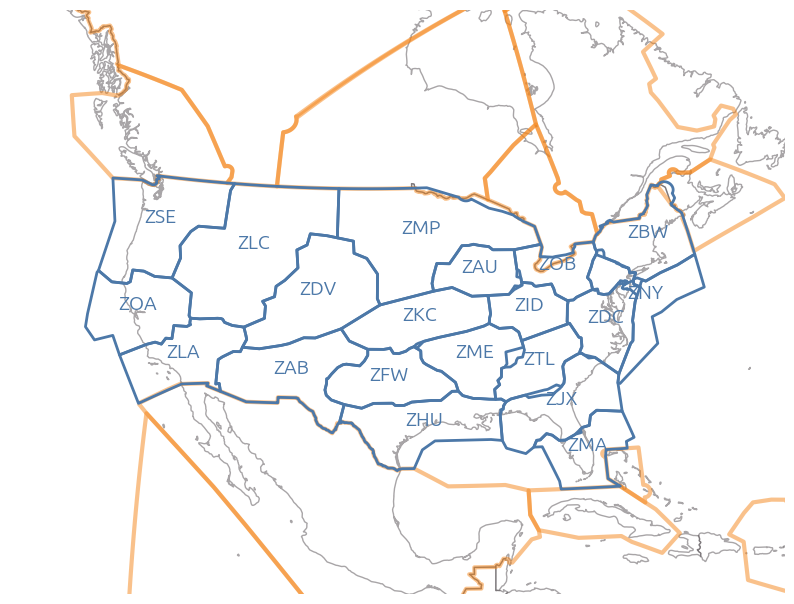 ZSE
ZLC
ZMP
ZBW
ZAU
ZOB
ZDV
ZNY
ZOA
ZID
ZKC
ZDC
ZLA
ZME
ZTL
ZAB
ZFW
ZJX
ZHU
ZMA